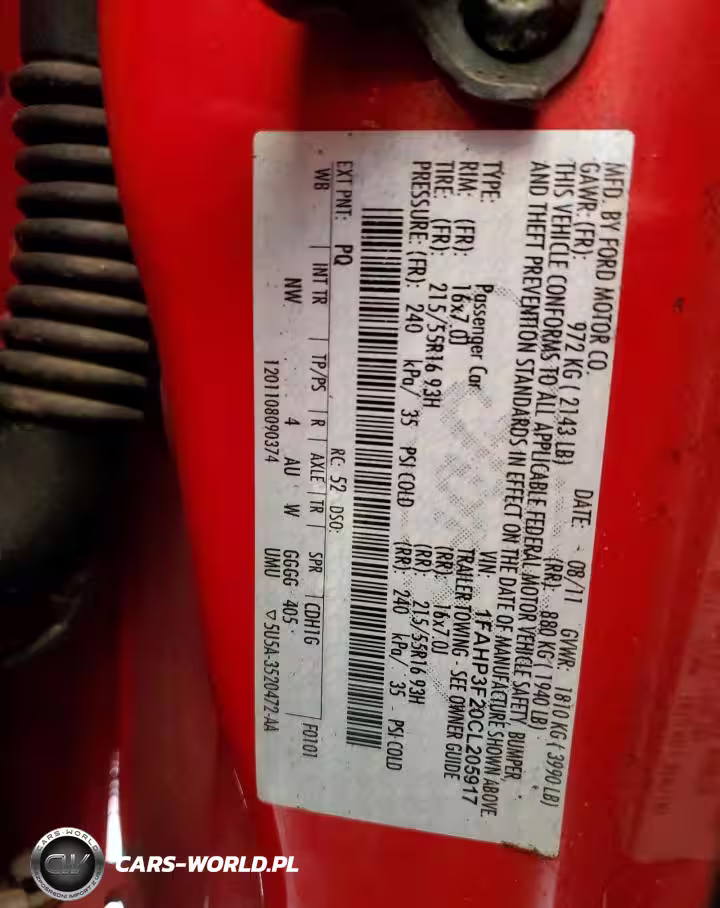 MFD. BY FORD MOTOR CO.
DATE: 08/11 GVWR: 1810 KG ( 3990 LB)
GAWR: (FR): 972 KG ( 2143 LB) (RR): 880 KG ( 1940 LB)
THIS VEHICLE CONFORMS TO ALL APPLICABLE FEDERAL MOTOR VEHICLE SAFETY, BUMPER,
AND THEFT PREVENTION STANDARDS IN EFFECT ON THE DATE OF MANUFACTURE SHOWN ABOVE.
VIN: 1FAHP3F20CL205917
TYPE: Passenger Car TRAILER TOWING - SEE OWNER GUIDE
RIM: (FR): 16x7.0J (RR): 16x7.0J
TIRE: (FR): 215/55R16 93H (RR): 215/55R16 93H
PRESSURE: (FR): 240 kPa/ 35 PSI COLD (RR): 240 kPa/ 35 PSI COLD
EXT PNT: PQ RC: 52 DSO:
WB INT TR TP/PS R AXLE TR SPR CDH1G F0101
NW 4 AU W GGGG 405
1201108090374 UMU ▽ 5U5A-3520472-AA
CARS-WORLD
CW
CARS-WORLD.PL